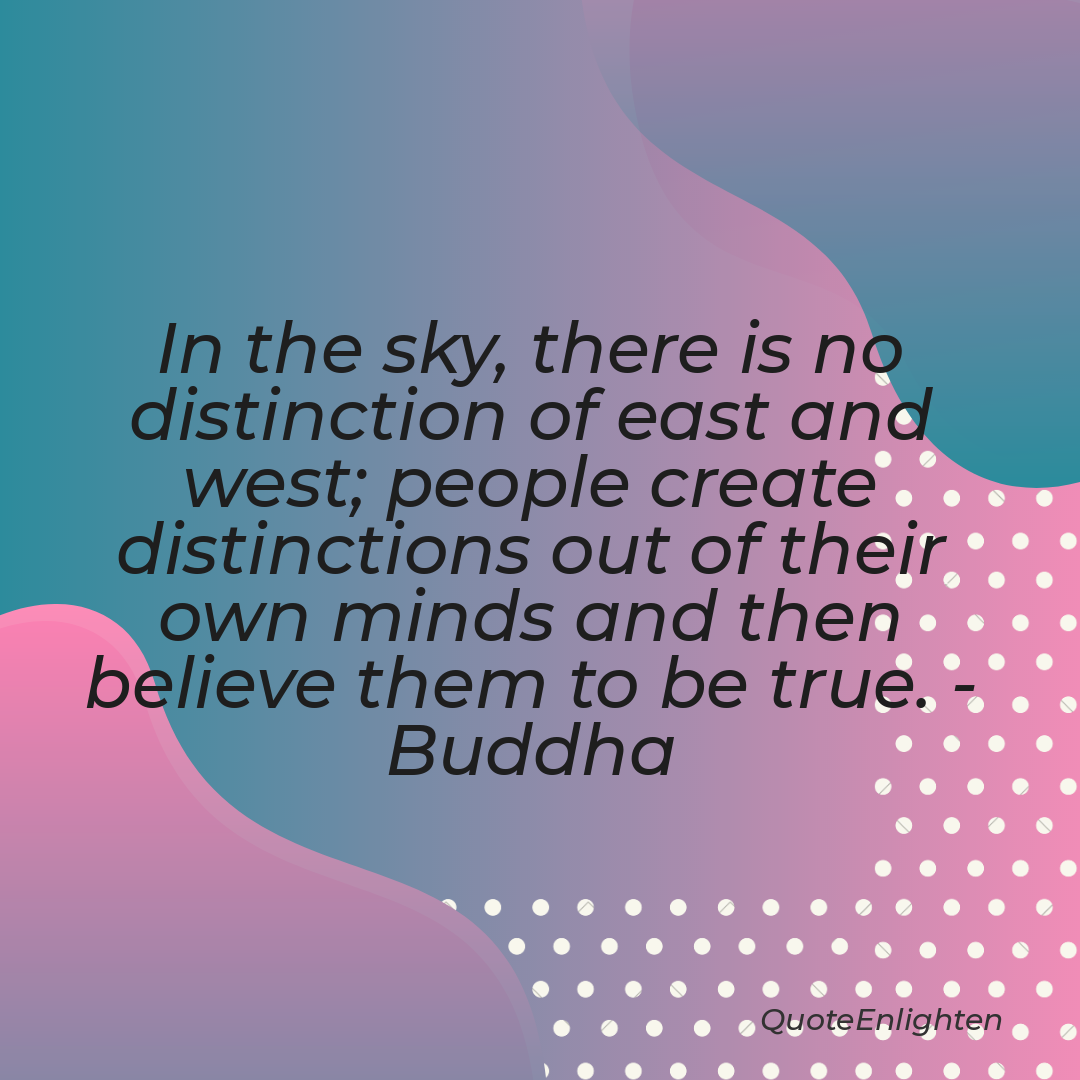 In the sky, there is no
distinction of east and
west; people create
distinctions out of their
own minds and then
believe them to be true. -
Buddha
QuoteEnlighten